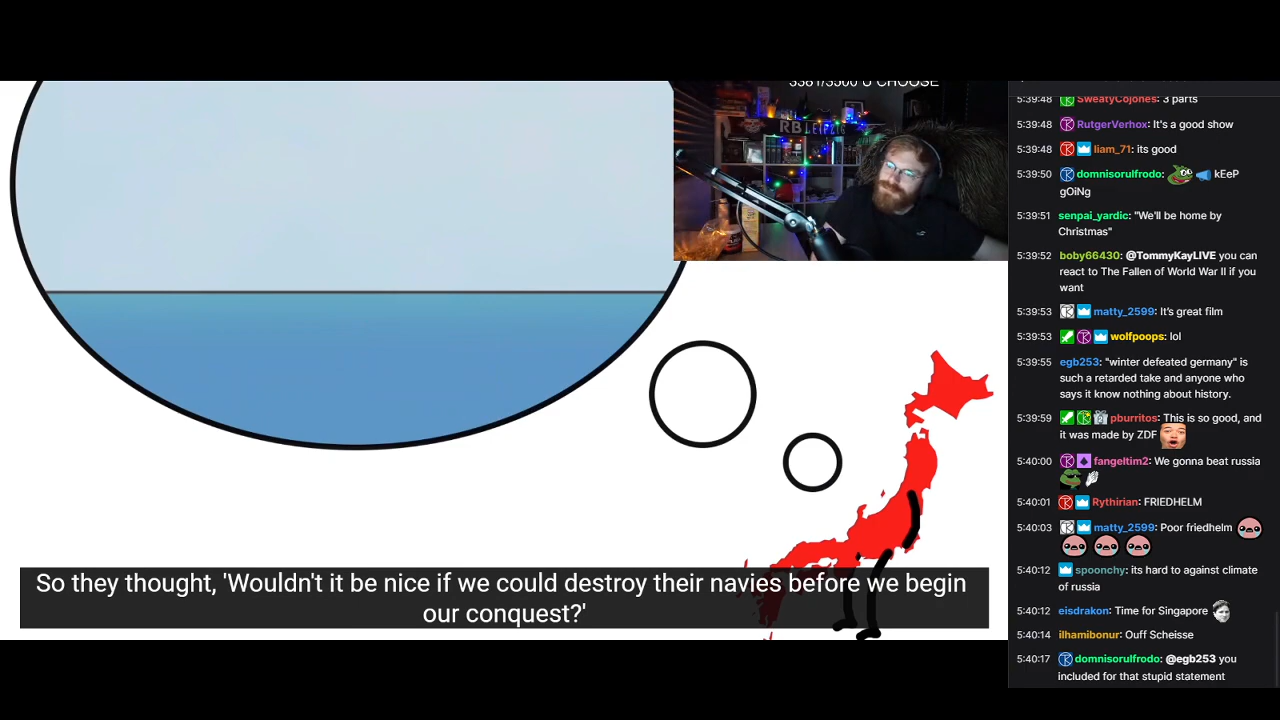 3381/3500 U CHOOSE
RB LEIPZIG
So they thought, 'Wouldn't it be nice if we could destroy their navies before we begin
our conquest?'
5:39:48 SweatyCojones: 3 parts
5:39:48 RutgerVerhox: It's a good show
5:39:48 liam_71: its good
5:39:50 domnisorulfrodo: kEeP
gOiNg
5:39:51 senpai_yardic: "We'll be home by
Christmas"
5:39:52 boby66430: @TommyKayLIVE you can
react to The Fallen of World War II if you
want
5:39:53 matty_2599: It's great film
5:39:53 wolfpoops: lol
5:39:55 egb253: "winter defeated germany" is
such a retarded take and anyone who
says it know nothing about history.
5:39:59 pburritos: This is so good, and
it was made by ZDF
5:40:00 fangeltim2: We gonna beat russia
5:40:01 Rythirian: FRIEDHELM
5:40:03 matty_2599: Poor friedhelm
5:40:12 spoonchy: its hard to against climate
of russia
5:40:12 eisdrakon: Time for Singapore
5:40:14 ilhamibonur: Ouff Scheisse
5:40:17 domnisorulfrodo: @egb253 you
included for that stupid statement